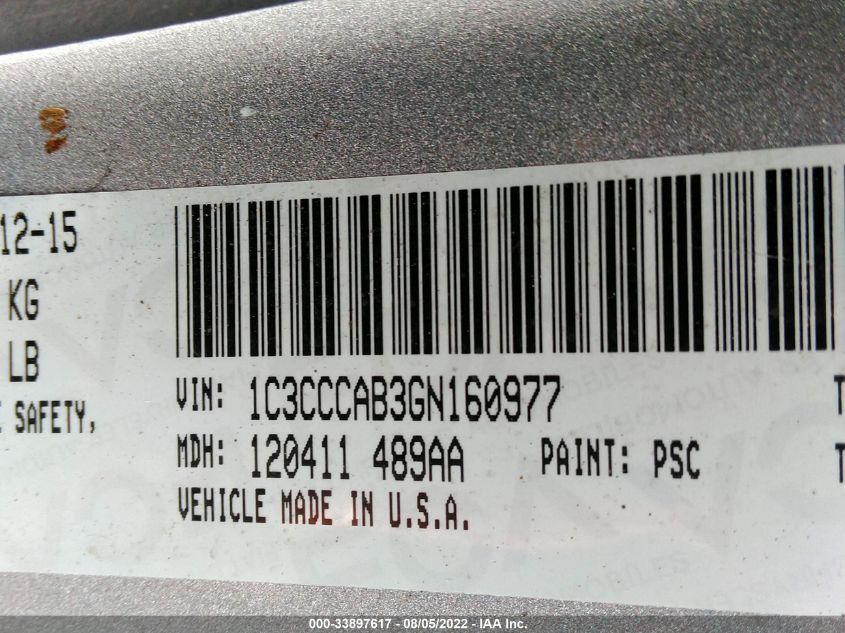 12-15
KG
LB
SAFETY,
VIN: 1C3CCCAB3GN160977
MDH: 120411 489AA PAINT: PSC
VEHICLE MADE IN U.S.A.
T
T
000-33897617 - 08/05/2022 - IAA Inc.